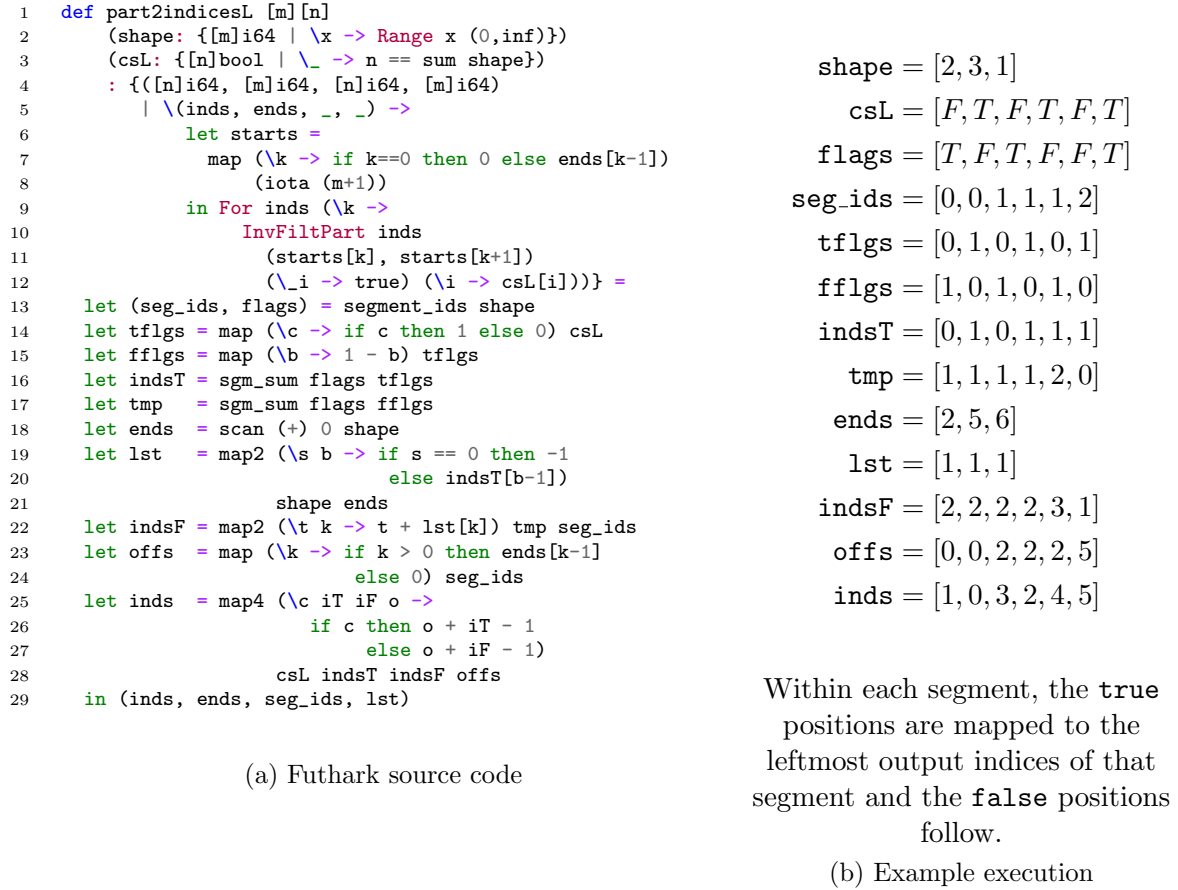 1 def part2indicesL [m][n]
2 (shape: {[m]i64 | \x -> Range x (0,inf)})
3 (csL: {[n]bool | \_ -> n == sum shape})
4 : {([n]i64, [m]i64, [n]i64, [m]i64)
5 | \(inds, ends, _, _) ->
6 let starts =
7 map (\k -> if k==0 then 0 else ends[k-1])
8 (iota (m+1))
9 in For inds (\k ->
10 InvFiltPart inds
11 (starts[k], starts[k+1])
12 (\_i -> true) (\i -> csL[i]))} =
13 let (seg_ids, flags) = segment_ids shape
14 let tflgs = map (\c -> if c then 1 else 0) csL
15 let fflgs = map (\b -> 1 - b) tflgs
16 let indsT = sgm_sum flags tflgs
17 let tmp = sgm_sum flags fflgs
18 let ends = scan (+) 0 shape
19 let lst = map2 (\s b -> if s == 0 then -1
20 else indsT[b-1])
21 shape ends
22 let indsF = map2 (\t k -> t + lst[k]) tmp seg_ids
23 let offs = map (\k -> if k > 0 then ends[k-1]
24 else 0) seg_ids
25 let inds = map4 (\c iT iF o ->
26 if c then o + iT - 1
27 else o + iF - 1)
28 csL indsT indsF offs
29 in (inds, ends, seg_ids, lst)
(a) Futhark source code
shape = [2, 3, 1]
csL = [F, T, F, T, F, T]
flags = [T, F, T, F, F, T]
seg_ids = [0, 0, 1, 1, 1, 2]
tflgs = [0, 1, 0, 1, 0, 1]
fflgs = [1, 0, 1, 0, 1, 0]
indsT = [0, 1, 0, 1, 1, 1]
tmp = [1, 1, 1, 1, 2, 0]
ends = [2, 5, 6]
lst = [1, 1, 1]
indsF = [2, 2, 2, 2, 3, 1]
offs = [0, 0, 2, 2, 2, 5]
inds = [1, 0, 3, 2, 4, 5]
Within each segment, the true
positions are mapped to the
leftmost output indices of that
segment and the false positions
follow.
(b) Example execution